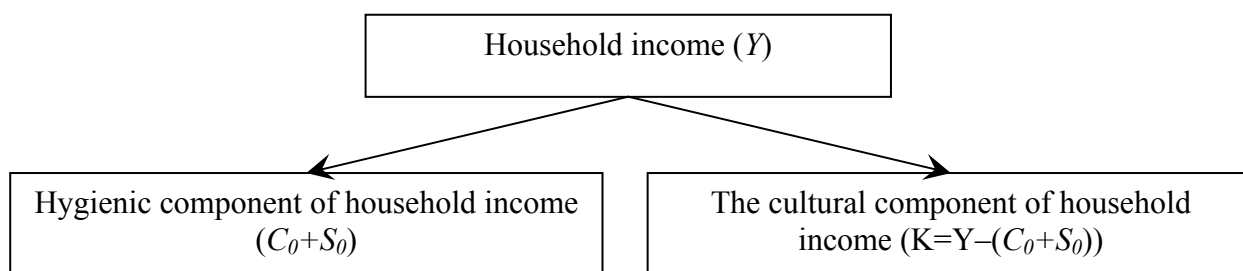 Household income (Y)
Hygienic component of household income
(C₀+S₀)
The cultural component of household
income (K=Y–(C₀+S₀))